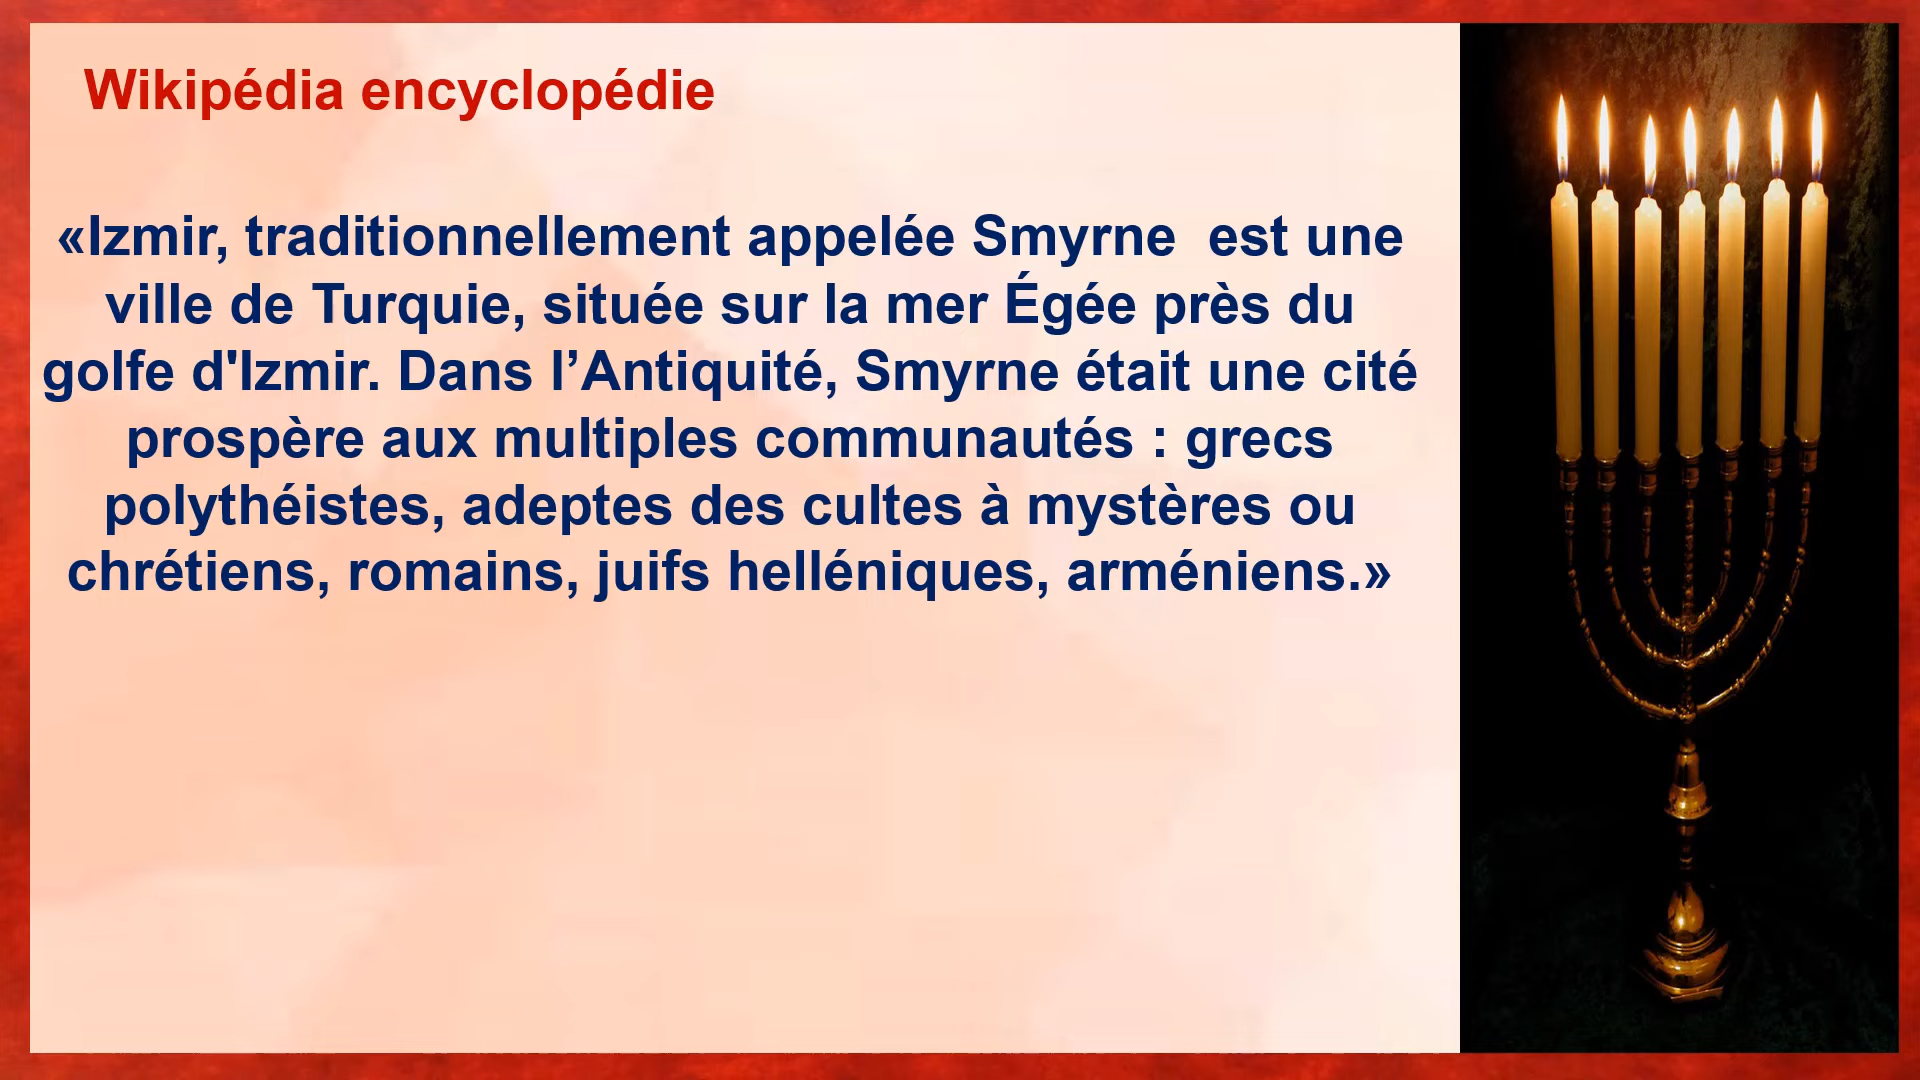 Wikipédia encyclopédie
«Izmir, traditionnellement appelée Smyrne  est une
ville de Turquie, située sur la mer Égée près du
golfe d'Izmir. Dans l’Antiquité, Smyrne était une cité
prospère aux multiples communautés : grecs
polythéistes, adeptes des cultes à mystères ou
chrétiens, romains, juifs helléniques, arméniens.»